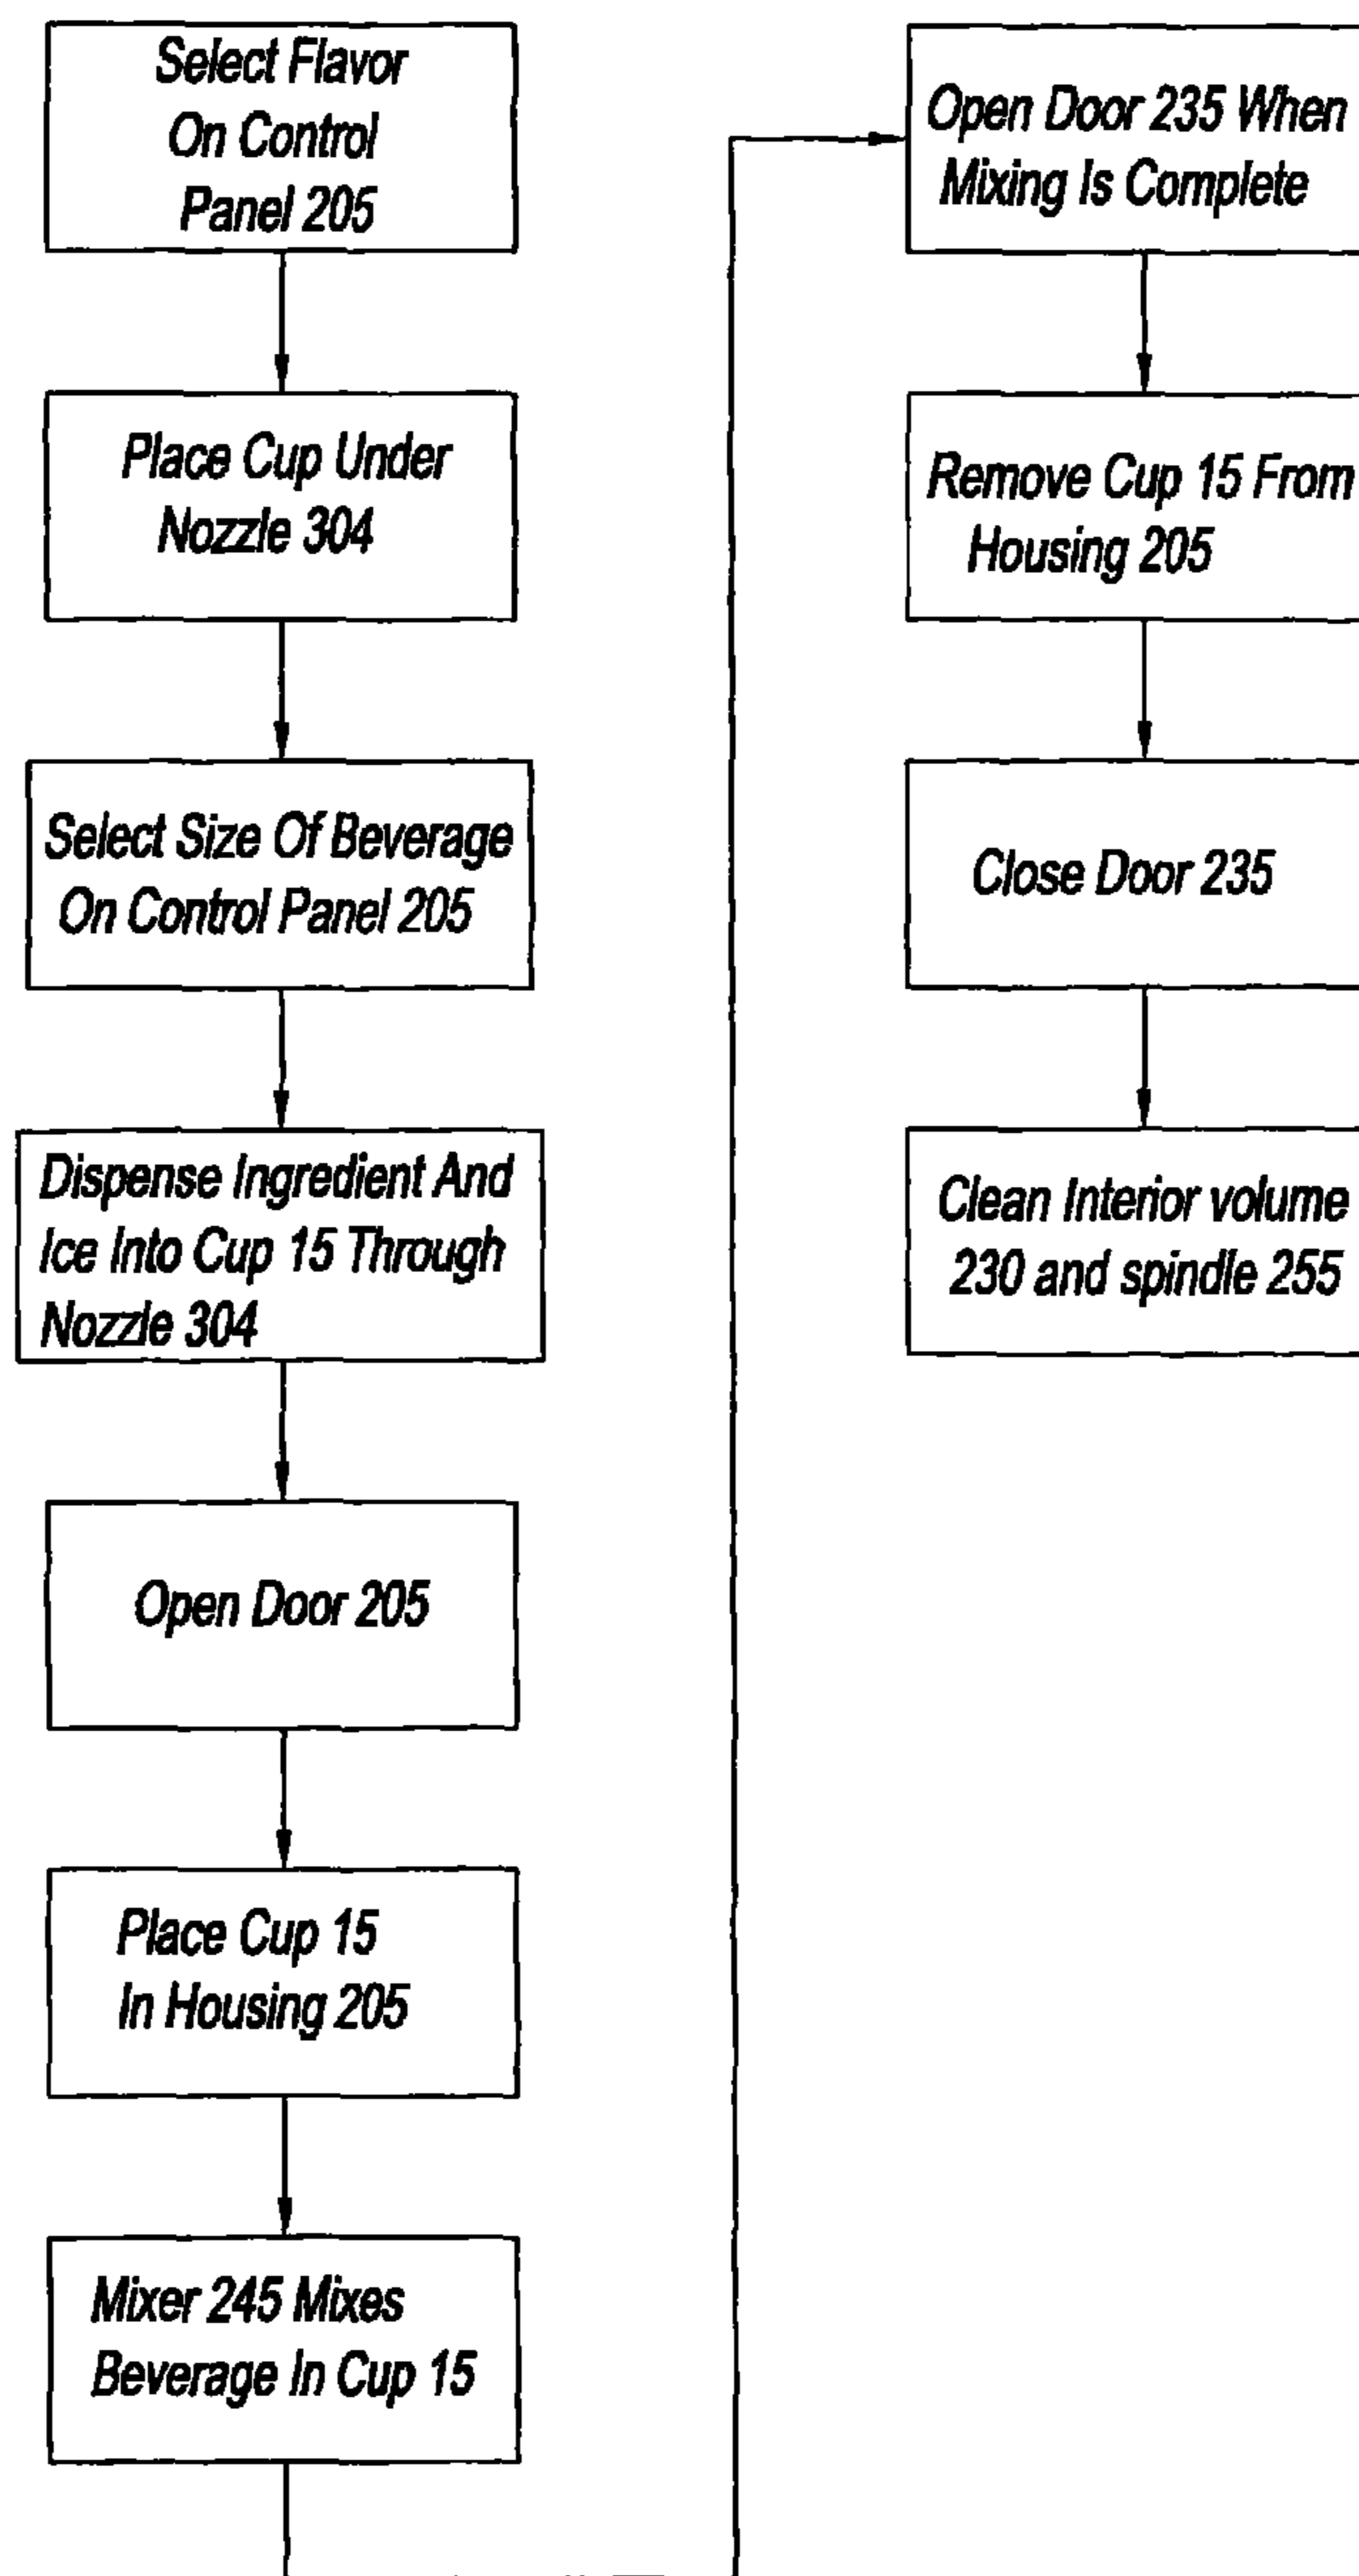 Select Flavor
On Control
Panel 205
Place Cup Under
Nozzle 304
Select Size Of Beverage
On Control Panel 205
Dispense Ingredient And
Ice Into Cup 15 Through
Nozzle 304
Open Door 205
Place Cup 15
In Housing 205
Mixer 245 Mixes
Beverage In Cup 15
Open Door 235 When
Mixing Is Complete
Remove Cup 15 From
Housing 205
Close Door 235
Clean Interior volume
230 and spindle 255